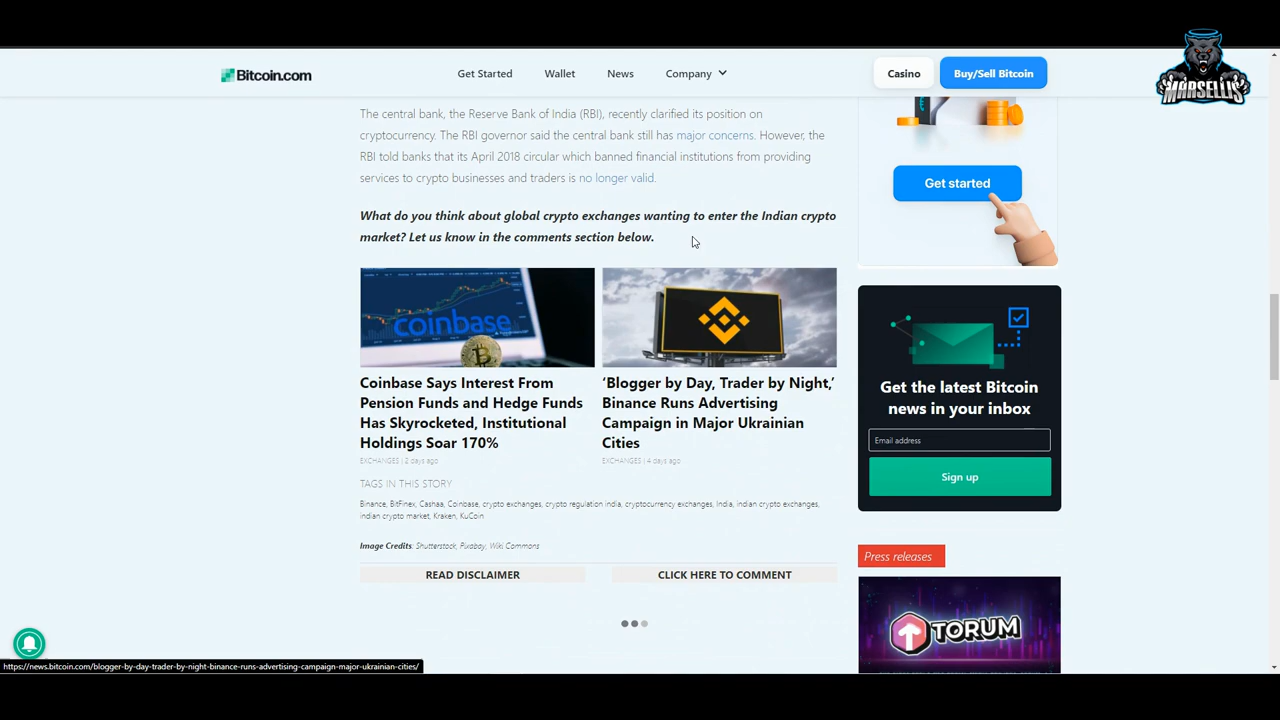 Bitcoin.com
Get Started
Wallet
News
Company
Casino
Buy/Sell Bitcoin
MARSELLIS
The central bank, the Reserve Bank of India (RBI), recently clarified its position on
cryptocurrency. The RBI governor said the central bank still has major concerns. However, the
RBI told banks that its April 2018 circular which banned financial institutions from providing
services to crypto businesses and traders is no longer valid.
What do you think about global crypto exchanges wanting to enter the Indian crypto
market? Let us know in the comments section below.
coinbase
Coinbase Says Interest From
Pension Funds and Hedge Funds
Has Skyrocketed, Institutional
Holdings Soar 170%
EXCHANGES | 2 days ago
‘Blogger by Day, Trader by Night,’
Binance Runs Advertising
Campaign in Major Ukrainian
Cities
EXCHANGES | 4 days ago
TAGS IN THIS STORY
Binance, BitFinex, Cashaa, Coinbase, crypto exchanges, crypto regulation india, cryptocurrency exchanges, India, indian crypto exchanges,
indian crypto market, Kraken, KuCoin
Image Credits: Shutterstock, Pixabay, Wiki Commons
READ DISCLAIMER
CLICK HERE TO COMMENT
Get started
Get the latest Bitcoin
news in your inbox
Email address
Sign up
Press releases
TORUM
https://news.bitcoin.com/blogger-by-day-trader-by-night-binance-runs-advertising-campaign-major-ukrainian-cities/